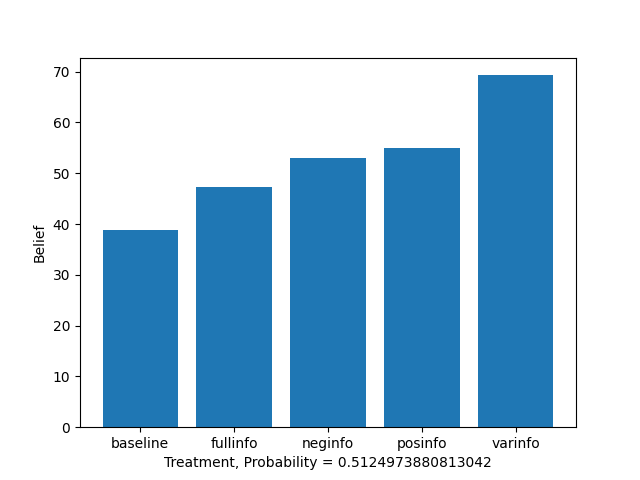 70
60
50
40
30
20
10
0
Belief
baseline fullinfo neginfo posinfo varinfo
Treatment, Probability = 0.5124973880813042